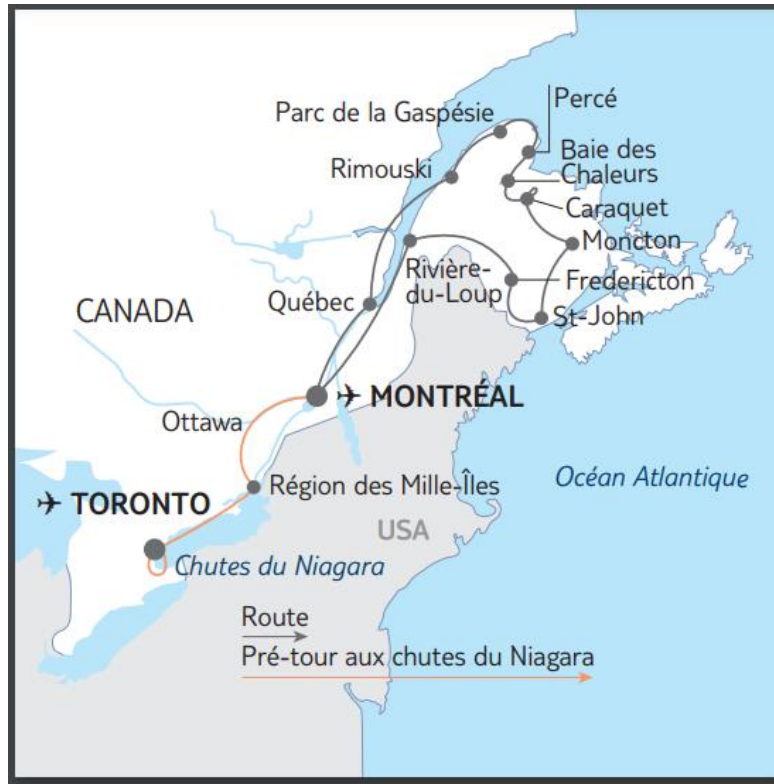 Percé
Parc de la Gaspésie
Baie des
Chaleurs
Rimouski
Caraquet
Moncton
Rivière-
du-Loup
Fredericton
Québec
CANADA
St-John
MONTRÉAL
Ottawa
Région des Mille-Îles
Océan Atlantique
TORONTO
USA
Chutes du Niagara
Route
Pré-tour aux chutes du Niagara